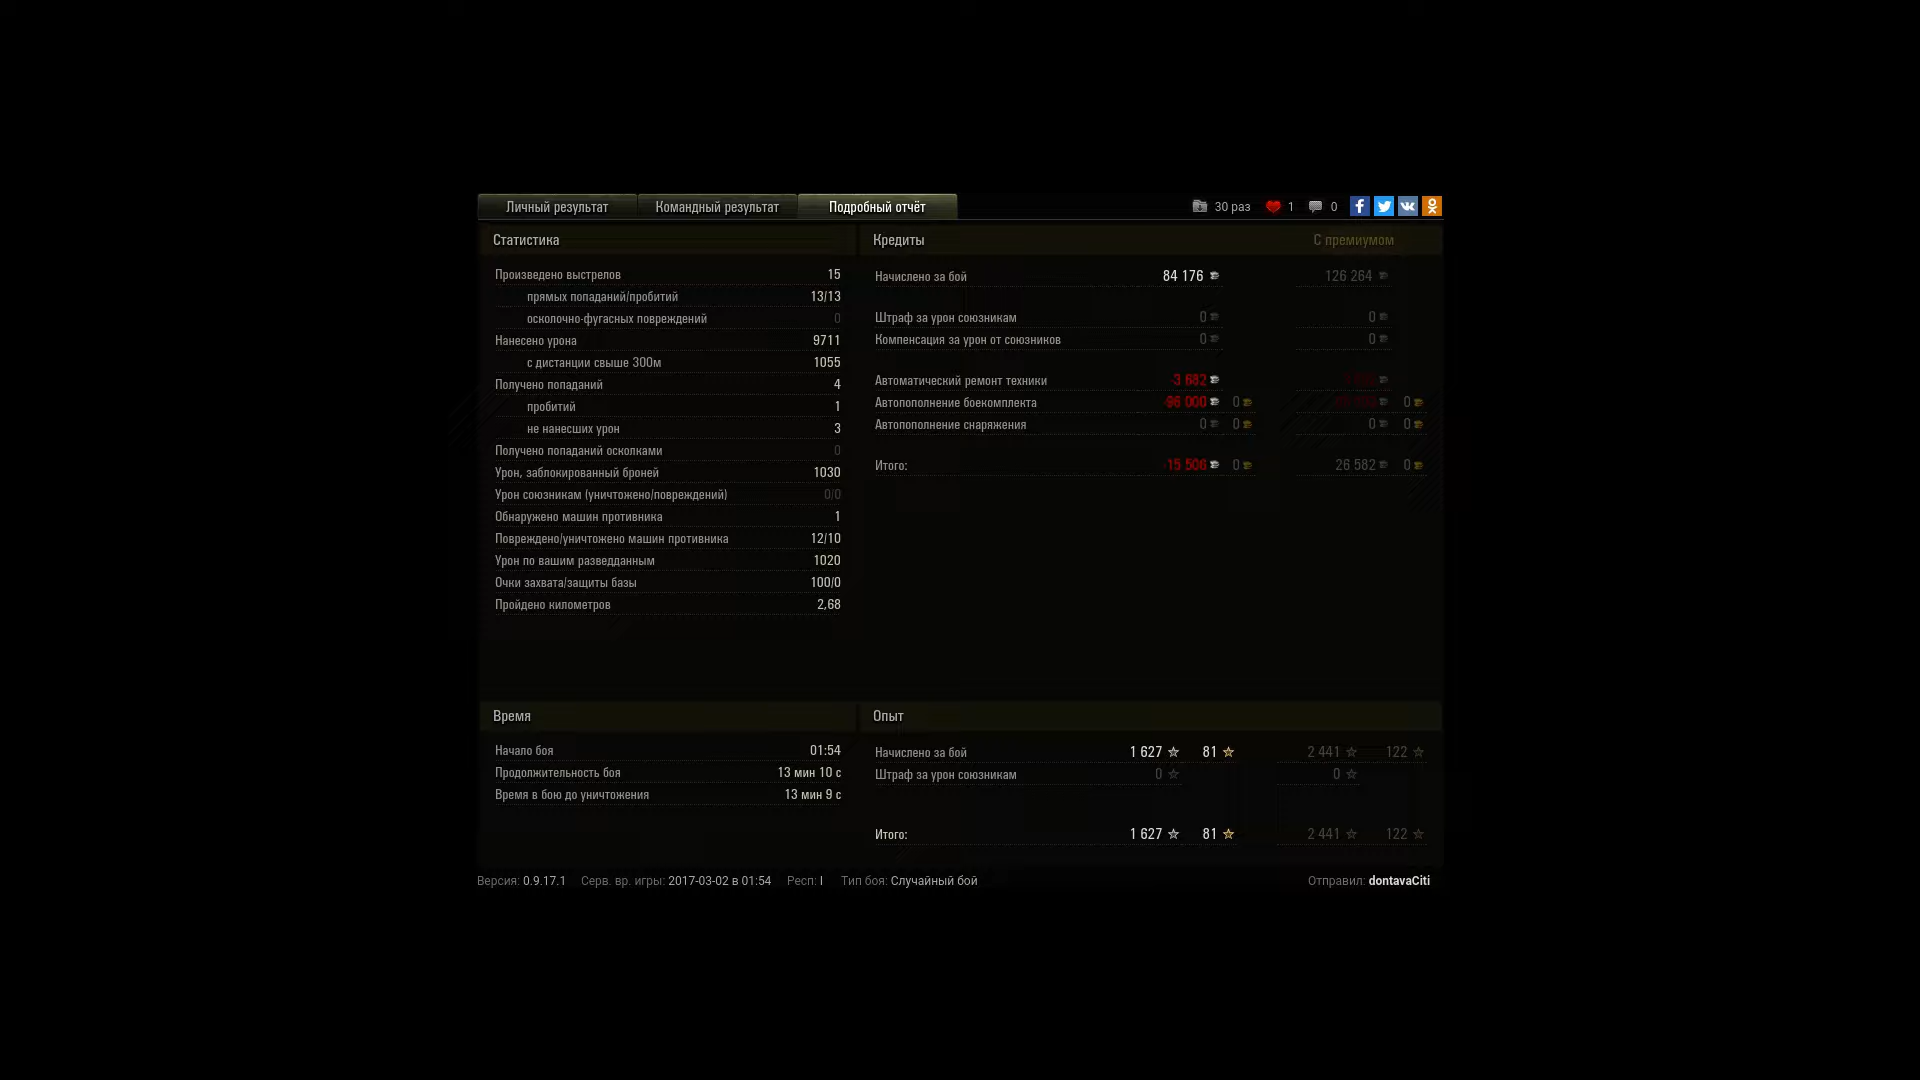 Личный результат Командный результат Подробный отчёт 30 раз 1 0
Статистика
Произведено выстрелов 15
прямых попаданий/пробитий 13/13
осколочно-фугасных повреждений 0
Нанесено урона 9711
с дистанции свыше 300м 1055
Получено попаданий 4
пробитий 1
не нанесших урон 3
Получено попаданий осколками 0
Урон, заблокированный броней 1030
Урон союзникам (уничтожено/повреждений) 0/0
Обнаружено машин противника 1
Повреждено/уничтожено машин противника 12/10
Урон по вашим разведданным 1020
Очки захвата/защиты базы 100/0
Пройдено километров 2,68
Кредиты С премиумом
Начислено за бой 84 176 126 264
Штраф за урон союзникам 0 0
Компенсация за урон от союзников 0 0
Автоматический ремонт техники -3 682
Автопополнение боекомплекта -96 000 0 0
Автопополнение снаряжения 0 0 0 0
Итого: -15 506 0 26 582 0
Время
Начало боя 01:54
Продолжительность боя 13 мин 10 с
Время в бою до уничтожения 13 мин 9 с
Опыт
Начислено за бой 1 627 81 2 441 122
Штраф за урон союзникам 0 0
Итого: 1 627 81 2 441 122
Версия: 0.9.17.1 Серв. вр. игры: 2017-03-02 в 01:54 Респ: I Тип боя: Случайный бой Отправил: dontavaCiti